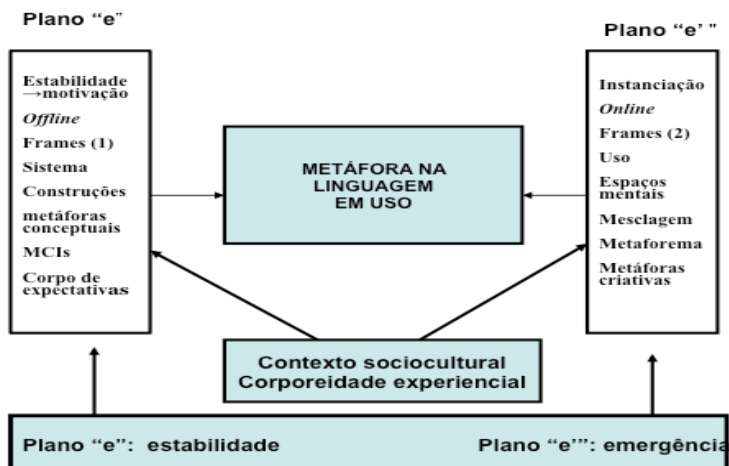 Plano “e”
Estabilidade
→motivação
Offline
Frames (1)
Sistema
Construções
metáforas
conceptuais
MCIs
Corpo de
expectativas
METÁFORA NA
LINGUAGEM
EM USO
Plano “e’ "
Instanciação
Online
Frames (2)
Uso
Espaços
mentais
Mesclagem
Metaforema
Metáforas
criativas
Contexto sociocultural
Corporeidade experiencial
Plano “e”: estabilidade
Plano “e’”: emergência